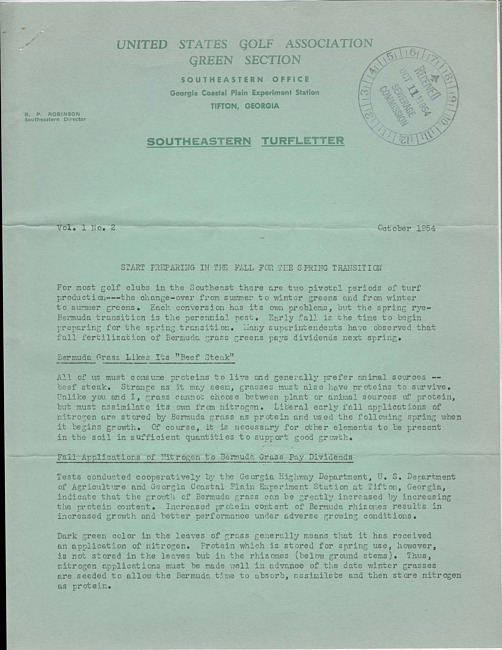 UNITED STATES GOLF ASSOCIATION
GREEN SECTION
SOUTHEASTERN OFFICE
Georgia Coastal Plain Experiment Station
TIFTON, GEORGIA
B. P. ROBINSON
Southeastern Director
RECEIVED
OCT 11 1954
SEWERAGE
COMMISSION
SOUTHEASTERN TURFLETTER
Vol. 1 No. 2 October 1954
START PREPARING IN THE FALL FOR THE SPRING TRANSITION
For most golf clubs in the Southeast there are two pivotal periods of turf
production---the change-over from summer to winter greens and from winter
to summer greens. Each conversion has its own problems, but the spring rye-
Bermuda transition is the perennial pest. Early fall is the time to begin
preparing for the spring transition. Many superintendents have observed that
fall fertilization of Bermuda grass greens pays dividends next spring.
Bermuda Grass Likes Its "Beef Steak"
All of us must consume proteins to live and generally prefer animal sources --
beef steak. Strange as it may seem, grasses must also have proteins to survive.
Unlike you and I, grass cannot choose between plant or animal sources of protein,
but must assimilate its own from nitrogen. Liberal early fall applications of
nitrogen are stored by Bermuda grass as protein and used the following spring when
it begins growth. Of course, it is necessary for other elements to be present
in the soil in sufficient quantities to support good growth.
Fall Applications of Nitrogen to Bermuda Grass Pay Dividends
Tests conducted cooperatively by the Georgia Highway Department, U. S. Department
of Agriculture and Georgia Coastal Plain Experiment Station at Tifton, Georgia,
indicate that the growth of Bermuda grass can be greatly increased by increasing
the protein content. Increased protein content of Bermuda rhizomes results in
increased growth and better performance under adverse growing conditions.
Dark green color in the leaves of grass generally means that it has received
an application of nitrogen. Protein which is stored for spring use, however,
is not stored in the leaves but in the rhizomes (below ground stems). Thus,
nitrogen applications must be made well in advance of the date winter grasses
are seeded to allow the Bermuda time to absorb, assimilate and then store nitrogen
as protein.